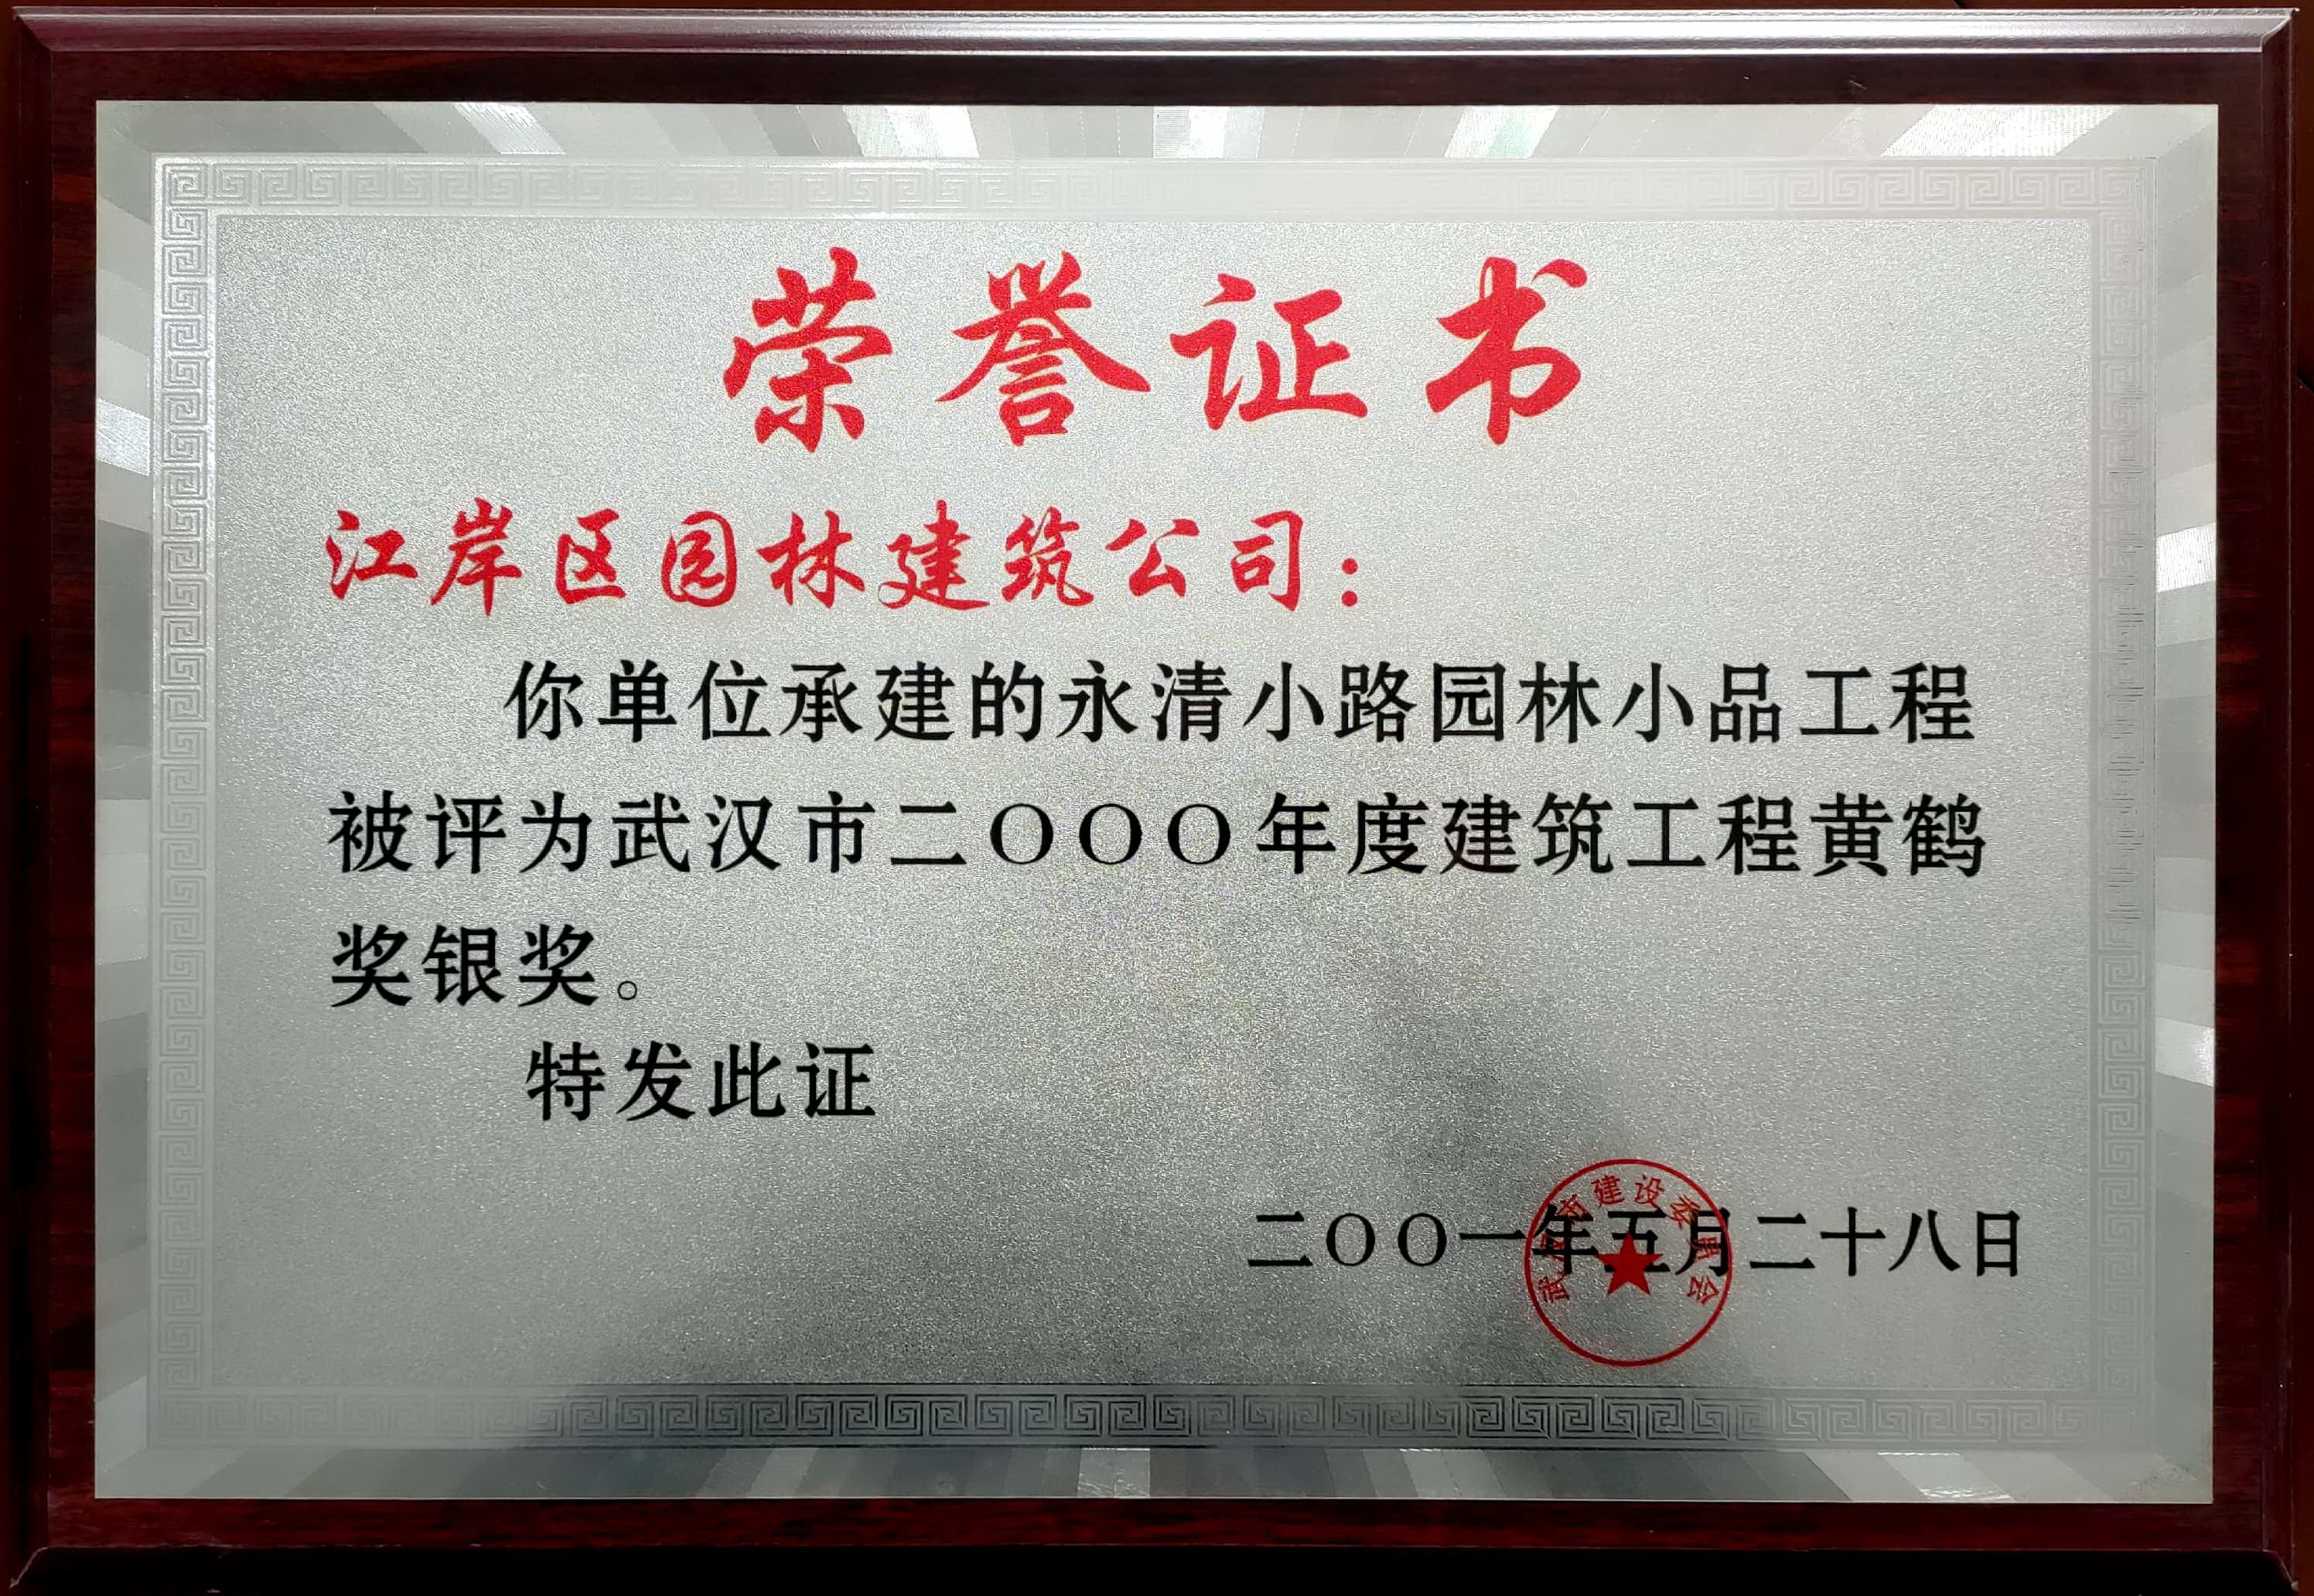 荣誉证书
江岸区园林建筑公司：
你单位承建的永清小路园林小品工程
被评为武汉市二〇〇〇年度建筑工程黄鹤
奖银奖。
特发此证
二〇〇一年五月二十八日
武汉市建设委员会